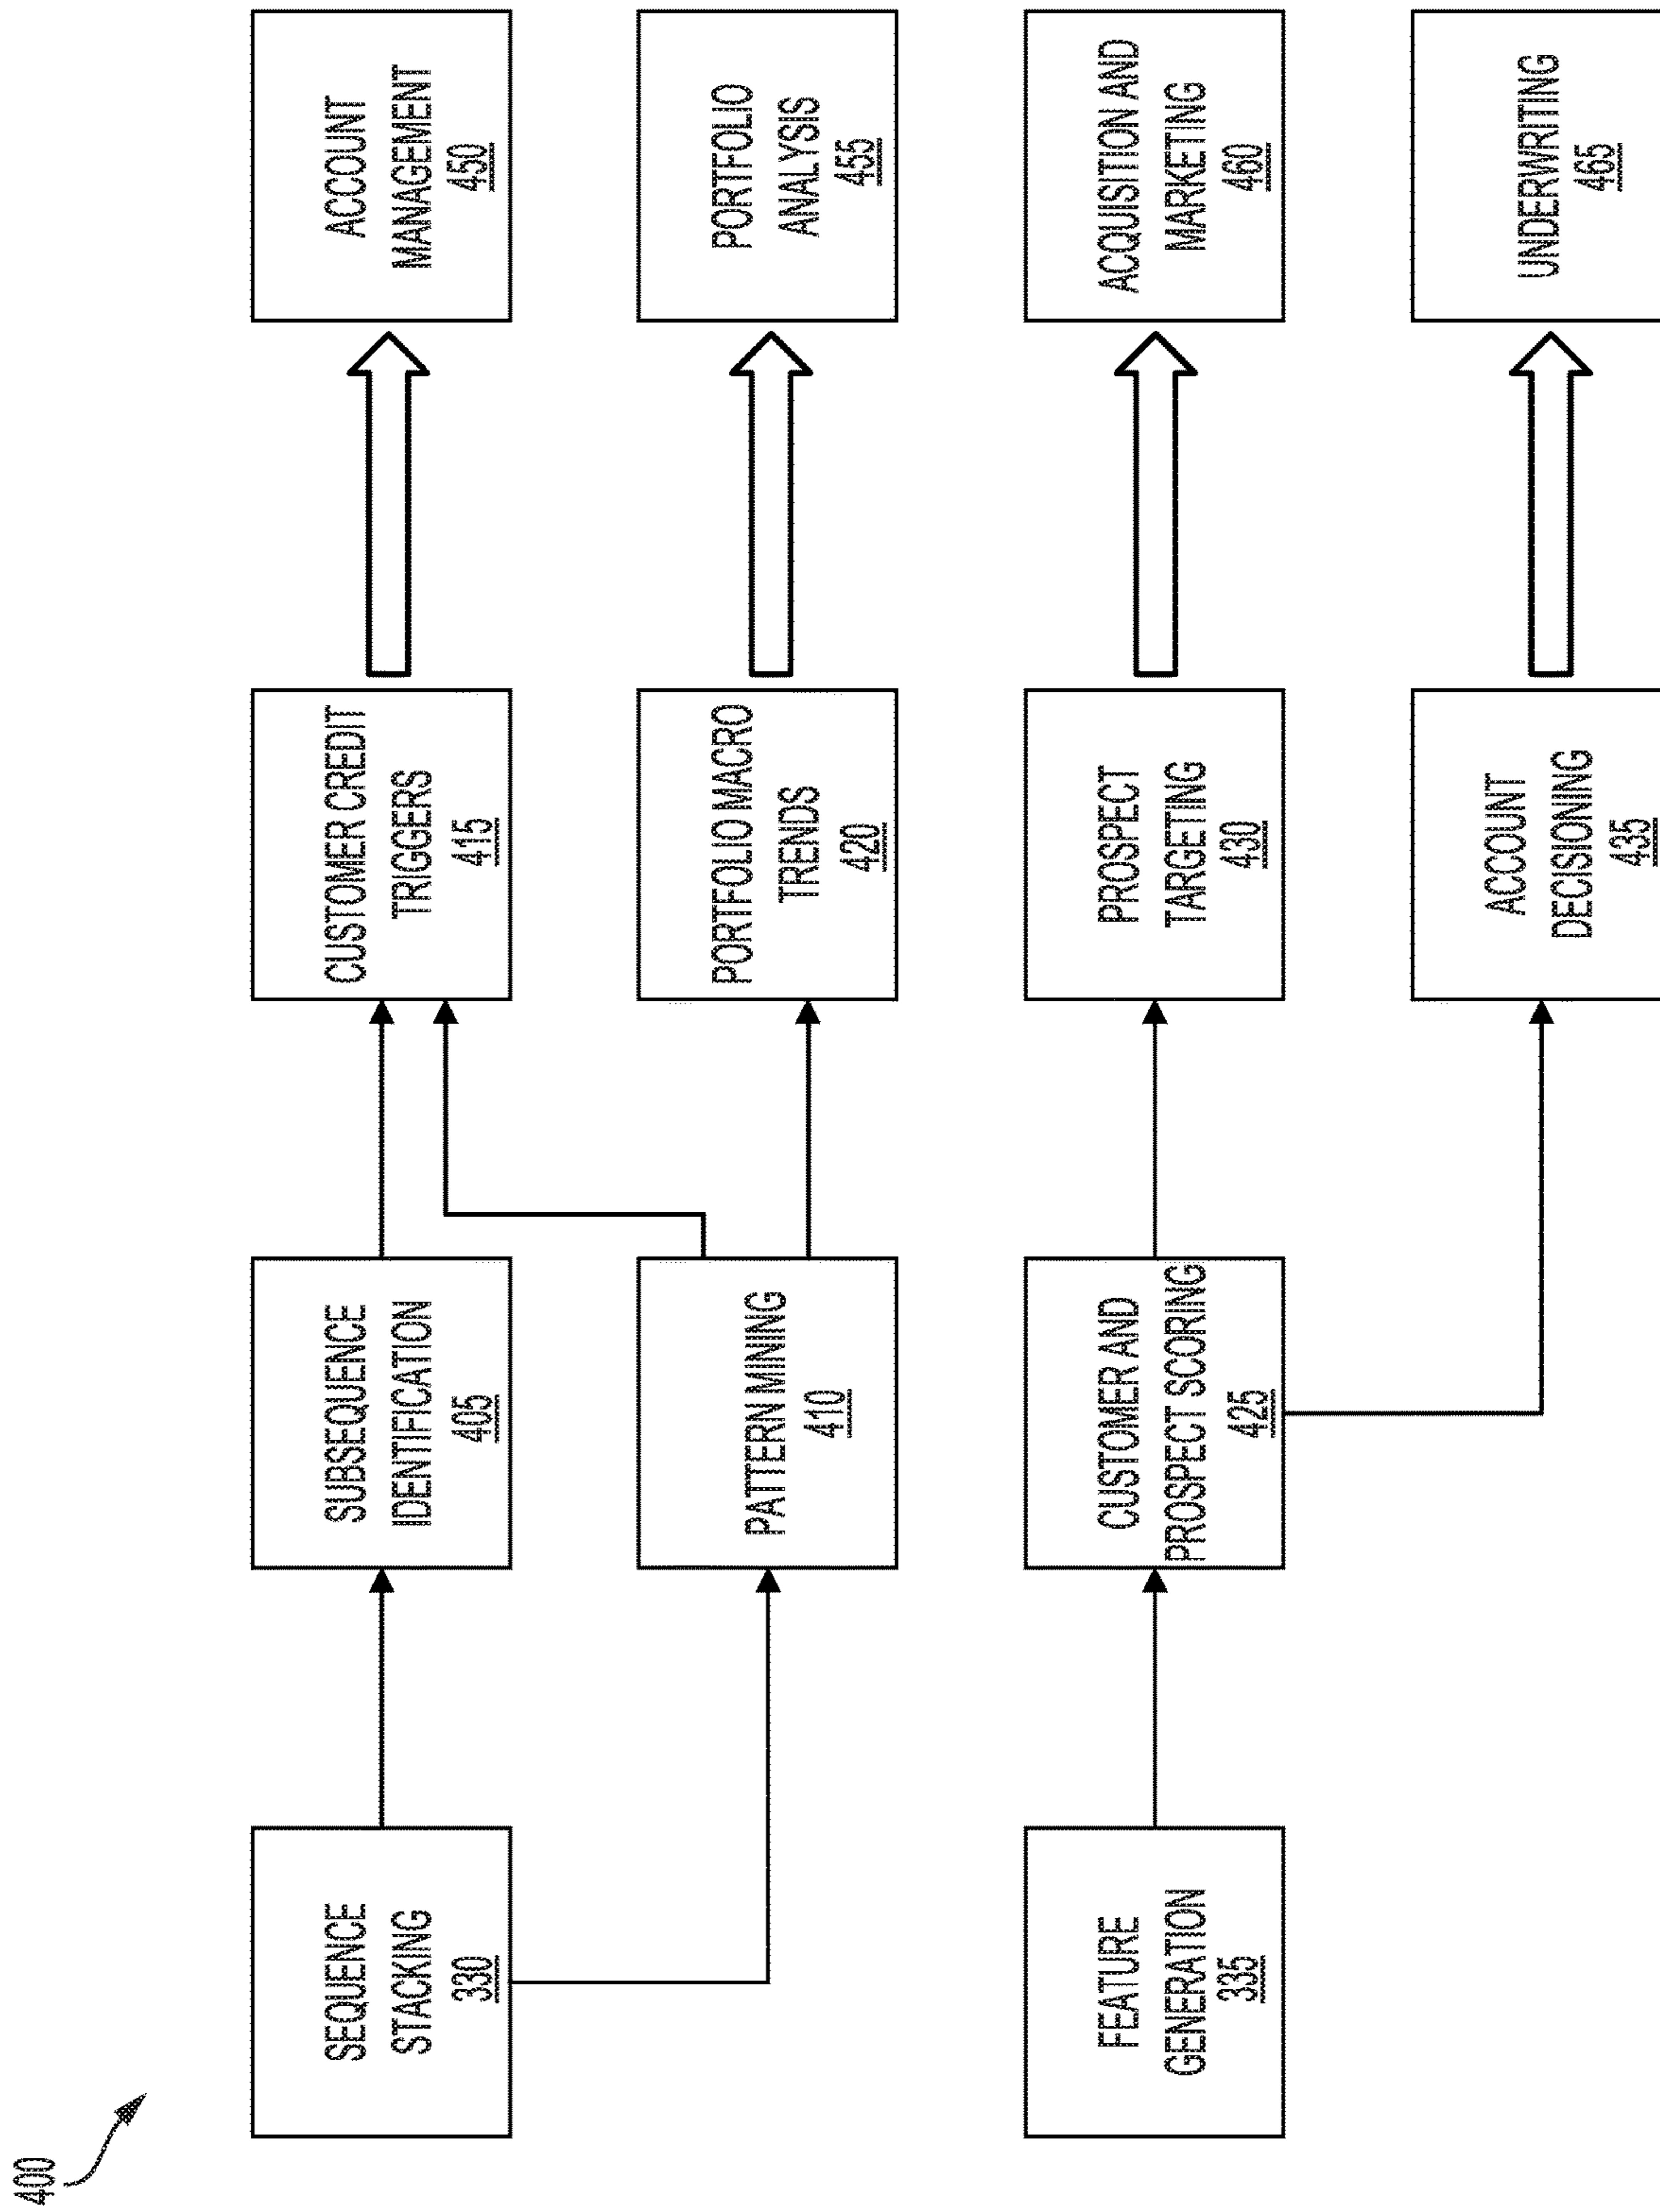 400
SEQUENCE
STACKING
330
SUBSEQUENCE
IDENTIFICATION
405
CUSTOMER CREDIT
TRIGGERS
415
ACCOUNT
MANAGEMENT
450
PATTERN MINING
410
PORTFOLIO MACRO
TRENDS
420
PORTFOLIO
ANALYSIS
455
FEATURE
GENERATION
335
CUSTOMER AND
PROSPECT SCORING
425
PROSPECT
TARGETING
430
ACQUISITION AND
MARKETING
460
ACCOUNT
DECISIONING
435
UNDERWRITING
465